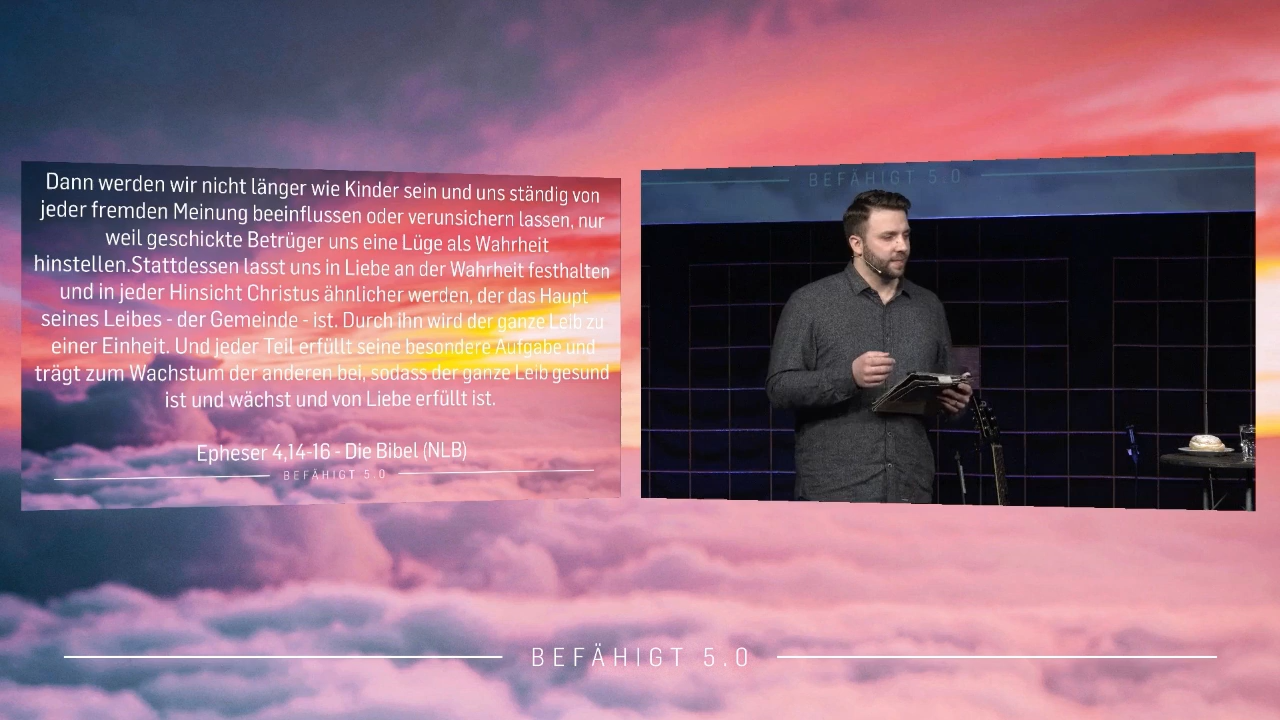 Dann werden wir nicht länger wie Kinder sein und uns ständig von
jeder fremden Meinung beeinflussen oder verunsichern lassen, nur
weil geschickte Betrüger uns eine Lüge als Wahrheit
hinstellen.Stattdessen lasst uns in Liebe an der Wahrheit festhalten
und in jeder Hinsicht Christus ähnlicher werden, der das Haupt
seines Leibes - der Gemeinde - ist. Durch ihn wird der ganze Leib zu
einer Einheit. Und jeder Teil erfüllt seine besondere Aufgabe und
trägt zum Wachstum der anderen bei, sodass der ganze Leib gesund
ist und wächst und von Liebe erfüllt ist.
Epheser 4,14-16 - Die Bibel (NLB)
BEFÄHIGT 5.0
BEFÄHIGT 5.0
BEFÄHIGT 5.0